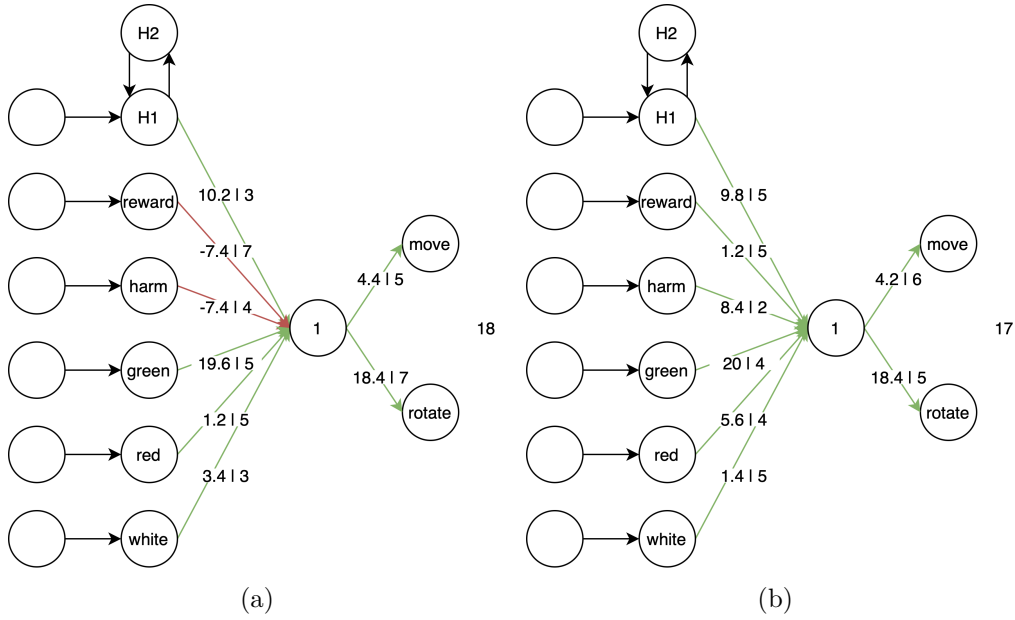 H2
H1
reward
harm
green
red
white
10.2 | 3
-7.4 | 7
-7.4 | 4
19.6 | 5
1.2 | 5
3.4 | 3
1
4.4 | 5
18.4 | 7
move
rotate
18
(a)
H2
H1
reward
harm
green
red
white
9.8 | 5
1.2 | 5
8.4 | 2
20 | 4
5.6 | 4
1.4 | 5
1
4.2 | 6
18.4 | 5
move
rotate
17
(b)